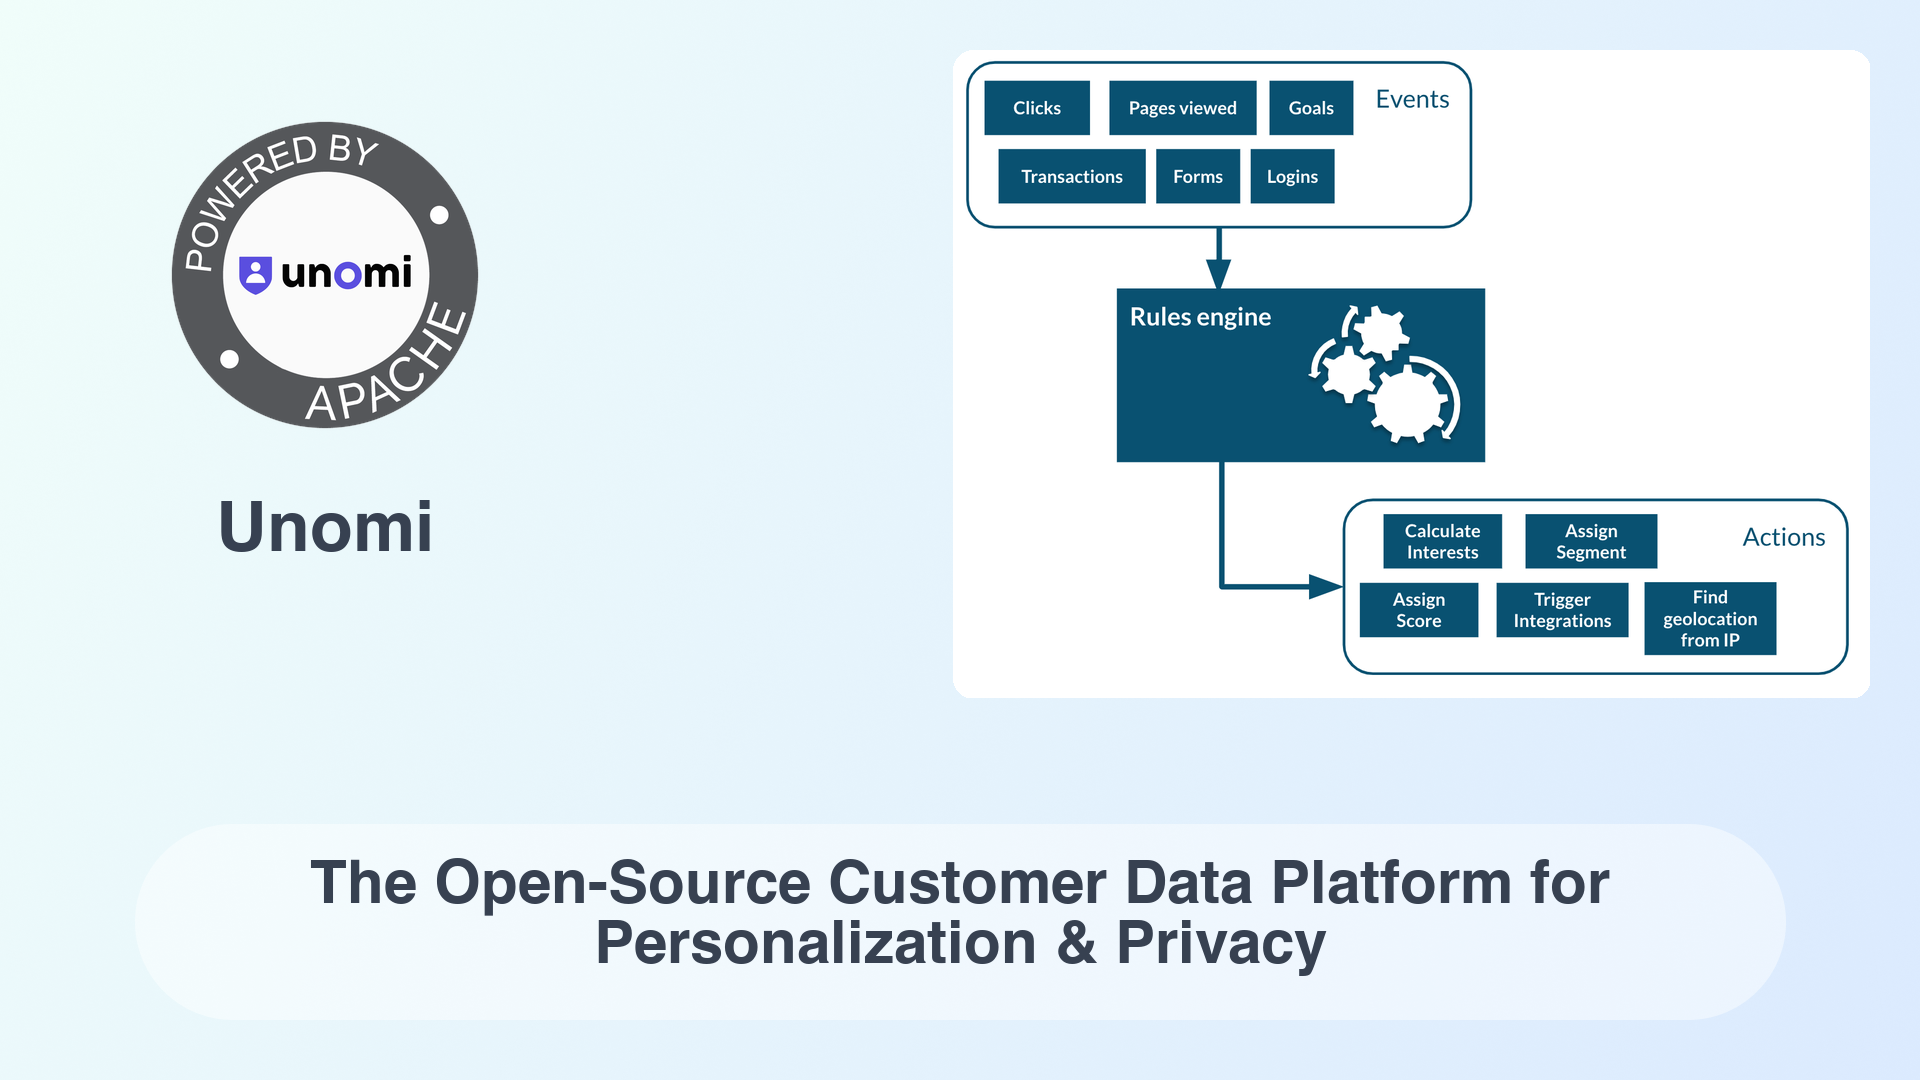 POWERED BY
unomi
APACHE
Unomi
Clicks
Pages viewed
Goals
Events
Transactions
Forms
Logins
Rules engine
Calculate
Interests
Assign
Segment
Actions
Assign
Score
Trigger
Integrations
Find
geolocation
from IP
The Open-Source Customer Data Platform for
Personalization & Privacy